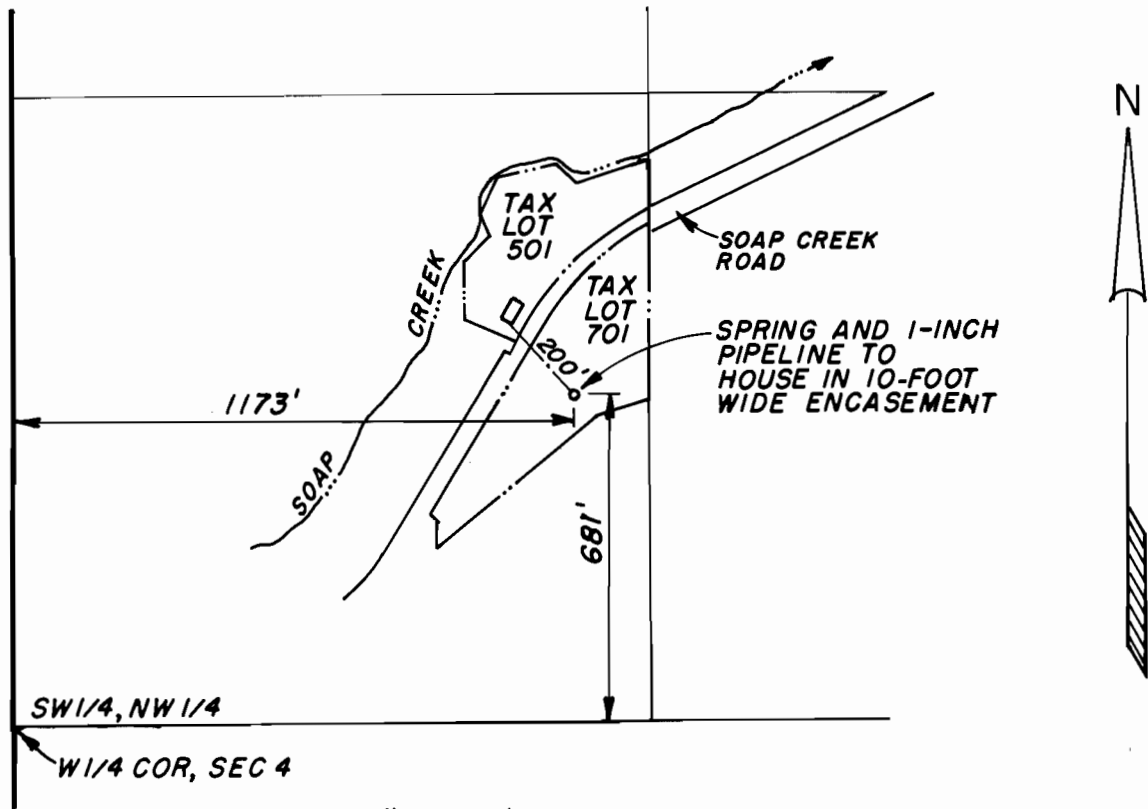 N
TAX
LOT
501
SOAP CREEK
ROAD
TAX
LOT
701
CREEK
SPRING AND 1-INCH
PIPELINE TO
HOUSE IN 10-FOOT
WIDE ENCASEMENT
200'
1173'
SOAP
681'
SW1/4, NW1/4
W1/4 COR, SEC 4